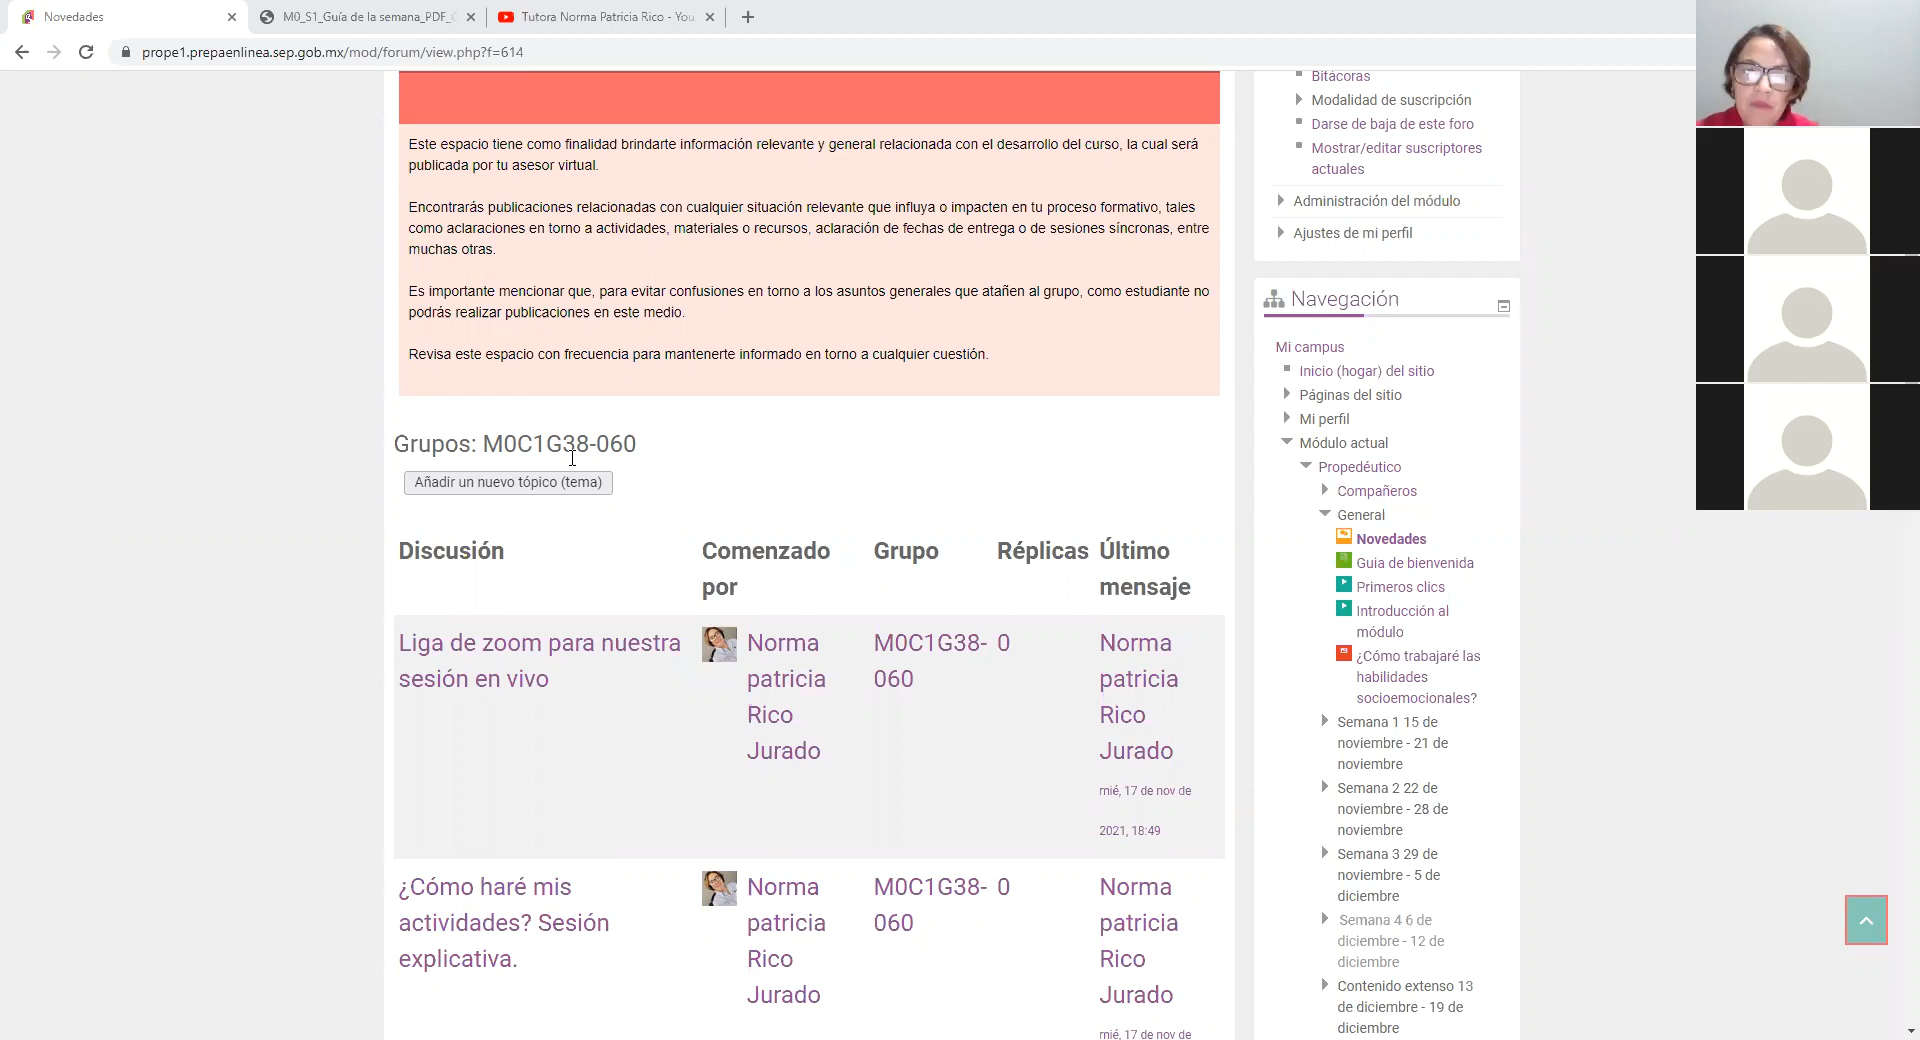 Novedades
M0_S1_Guía de la semana_PDF_
Tutora Norma Patricia Rico - You
prope1.prepaenlinea.sep.gob.mx/mod/forum/view.php?f=614
Este espacio tiene como finalidad brindarte información relevante y general relacionada con el desarrollo del curso, la cual será
publicada por tu asesor virtual.
Encontrarás publicaciones relacionadas con cualquier situación relevante que influya o impacten en tu proceso formativo, tales
como aclaraciones en torno a actividades, materiales o recursos, aclaración de fechas de entrega o de sesiones síncronas, entre
muchas otras.
Es importante mencionar que, para evitar confusiones en torno a los asuntos generales que atañen al grupo, como estudiante no
podrás realizar publicaciones en este medio.
Revisa este espacio con frecuencia para mantenerte informado en torno a cualquier cuestión.
Grupos: M0C1G38-060
Añadir un nuevo tópico (tema)
Discusión
Comenzado
por
Grupo
Réplicas
Último
mensaje
Liga de zoom para nuestra
sesión en vivo
Norma
patricia
Rico
Jurado
M0C1G38-
060
0
Norma
patricia
Rico
Jurado
mié, 17 de nov de
2021, 18:49
¿Cómo haré mis
actividades? Sesión
explicativa.
Norma
patricia
Rico
Jurado
M0C1G38-
060
0
Norma
patricia
Rico
Jurado
mié, 17 de nov de
Bitácoras
Modalidad de suscripción
Darse de baja de este foro
Mostrar/editar suscriptores
actuales
Administración del módulo
Ajustes de mi perfil
Navegación
Mi campus
Inicio (hogar) del sitio
Páginas del sitio
Mi perfil
Módulo actual
Propedéutico
Compañeros
General
Novedades
Guia de bienvenida
Primeros clics
Introducción al
módulo
¿Cómo trabajaré las
habilidades
socioemocionales?
Semana 1 15 de
noviembre - 21 de
noviembre
Semana 2 22 de
noviembre - 28 de
noviembre
Semana 3 29 de
noviembre - 5 de
diciembre
Semana 4 6 de
diciembre - 12 de
diciembre
Contenido extenso 13
de diciembre - 19 de
diciembre